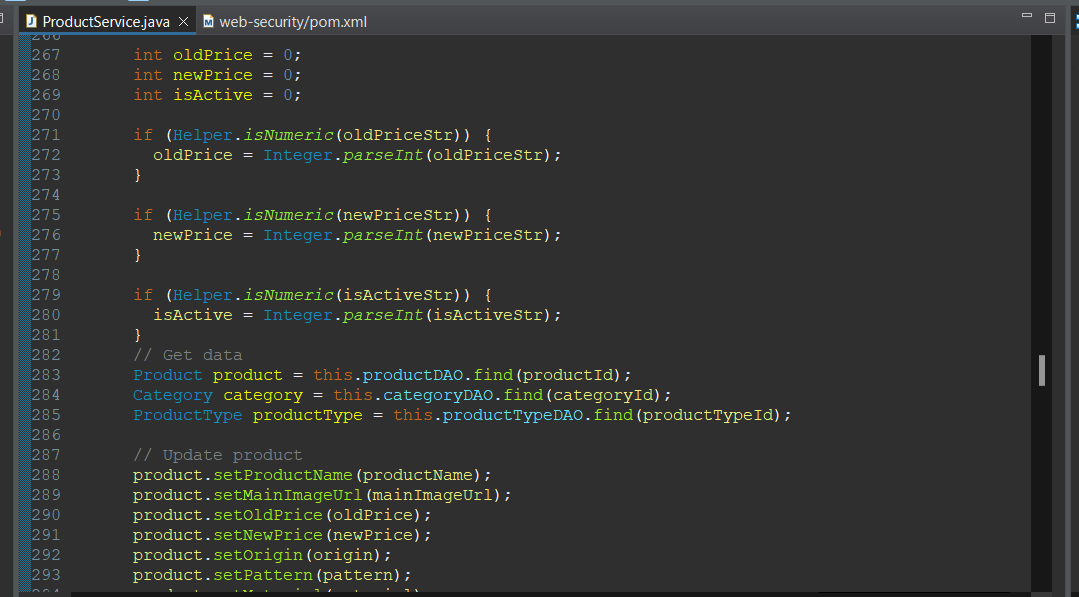 ProductService.java web-security/pom.xml
267 int oldPrice = 0;
268 int newPrice = 0;
269 int isActive = 0;
270
271 if (Helper.isNumeric(oldPriceStr)) {
272 oldPrice = Integer.parseInt(oldPriceStr);
273 }
274
275 if (Helper.isNumeric(newPriceStr)) {
276 newPrice = Integer.parseInt(newPriceStr);
277 }
278
279 if (Helper.isNumeric(isActiveStr)) {
280 isActive = Integer.parseInt(isActiveStr);
281 }
282 // Get data
283 Product product = this.productDAO.find(productId);
284 Category category = this.categoryDAO.find(categoryId);
285 ProductType productType = this.productTypeDAO.find(productTypeId);
286
287 // Update product
288 product.setProductName(productName);
289 product.setMainImageUrl(mainImageUrl);
290 product.setOldPrice(oldPrice);
291 product.setNewPrice(newPrice);
292 product.setOrigin(origin);
293 product.setPattern(pattern);